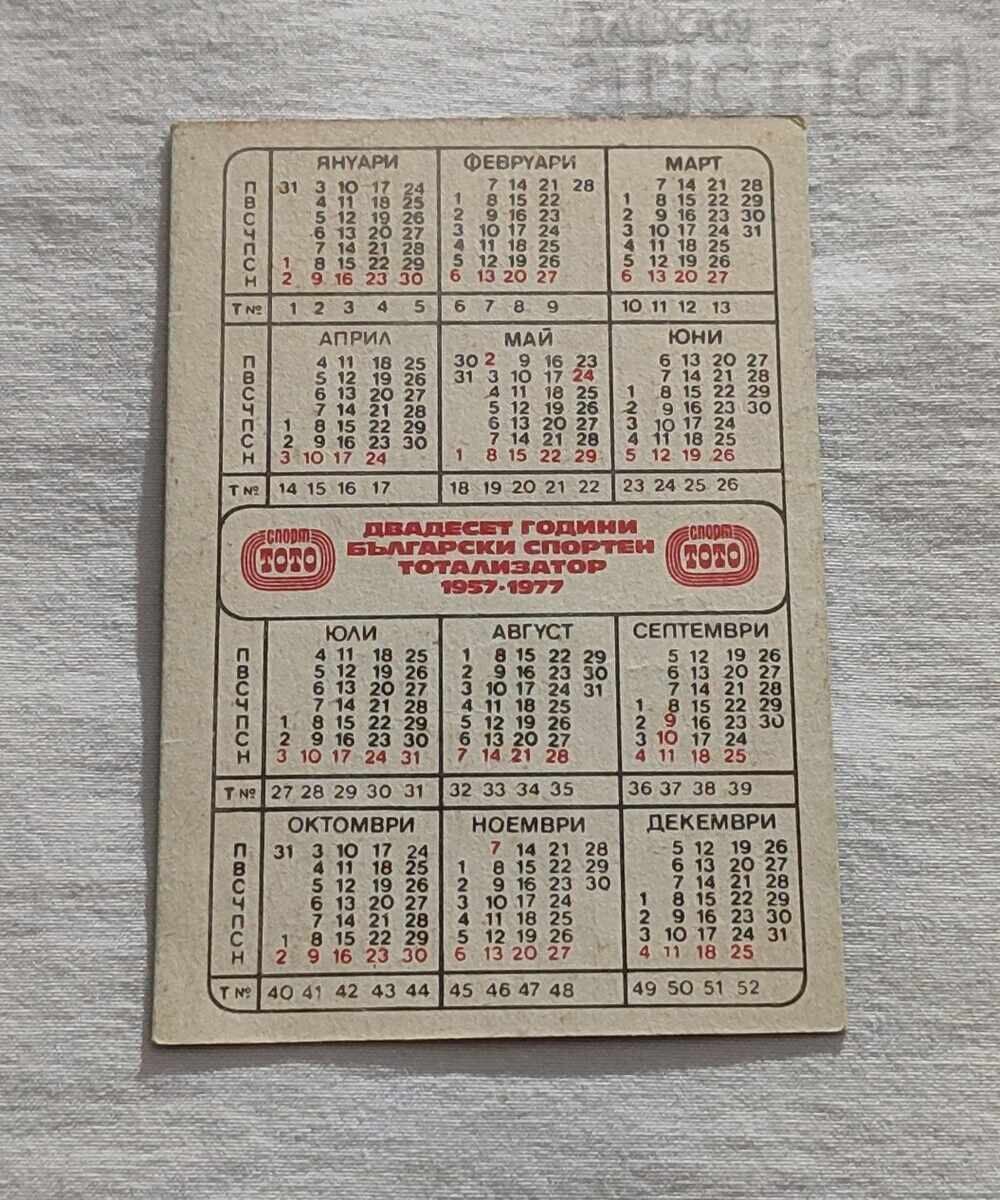 BALKAN
auction
ЯНУАРИ ФЕВРУАРИ МАРТ
П 31 3 10 17 24 7 14 21 28 7 14 21 28
В 4 11 18 25 1 8 15 22 1 8 15 22 29
С 5 12 19 26 2 9 16 23 2 9 16 23 30
Ч 6 13 20 27 3 10 17 24 3 10 17 24 31
П 7 14 21 28 4 11 18 25 4 11 18 25
С 1 8 15 22 29 5 12 19 26 5 12 19 26
Н 2 9 16 23 30 6 13 20 27 6 13 20 27
Т № 1 2 3 4 5 6 7 8 9 10 11 12 13
АПРИЛ МАЙ ЮНИ
П 4 11 18 25 30 2 9 16 23 6 13 20 27
В 5 12 19 26 31 3 10 17 24 7 14 21 28
С 6 13 20 27 4 11 18 25 1 8 15 22 29
Ч 7 14 21 28 5 12 19 26 2 9 16 23 30
П 1 8 15 22 29 6 13 20 27 3 10 17 24
С 2 9 16 23 30 7 14 21 28 4 11 18 25
Н 3 10 17 24 1 8 15 22 29 5 12 19 26
Т № 14 15 16 17 18 19 20 21 22 23 24 25 26
спорт ТОТО
ДВАДЕСЕТ ГОДИНИ
БЪЛГАРСКИ СПОРТЕН
ТОТАЛИЗАТОР
1957·1977
спорт ТОТО
ЮЛИ АВГУСТ СЕПТЕМВРИ
П 4 11 18 25 1 8 15 22 29 5 12 19 26
В 5 12 19 26 2 9 16 23 30 6 13 20 27
С 6 13 20 27 3 10 17 24 31 7 14 21 28
Ч 7 14 21 28 4 11 18 25 1 8 15 22 29
П 1 8 15 22 29 5 12 19 26 2 9 16 23 30
С 2 9 16 23 30 6 13 20 27 3 10 17 24
Н 3 10 17 24 31 7 14 21 28 4 11 18 25
Т № 27 28 29 30 31 32 33 34 35 36 37 38 39
ОКТОМВРИ НОЕМВРИ ДЕКЕМВРИ
П 31 3 10 17 24 7 14 21 28 5 12 19 26
В 4 11 18 25 1 8 15 22 29 6 13 20 27
С 5 12 19 26 2 9 16 23 30 7 14 21 28
Ч 6 13 20 27 3 10 17 24 1 8 15 22 29
П 7 14 21 28 4 11 18 25 2 9 16 23 30
С 1 8 15 22 29 5 12 19 26 3 10 17 24 31
Н 2 9 16 23 30 6 13 20 27 4 11 18 25
Т № 40 41 42 43 44 45 46 47 48 49 50 51 52